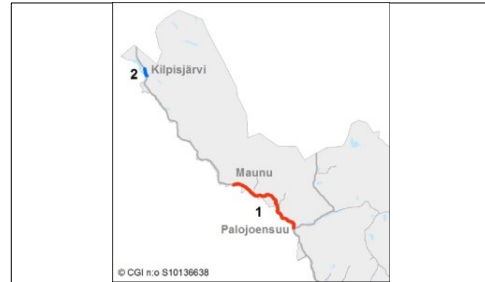 Kilpisjärvi
2
Maunu
1
Palojoensuu
© CGI n:o S10136638